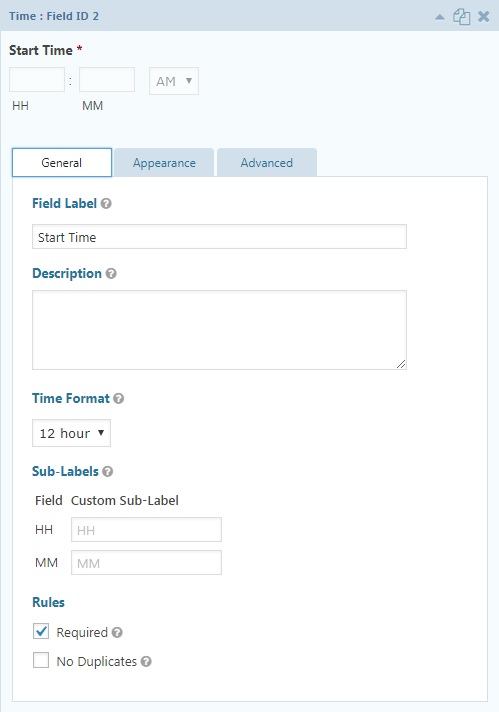 Time : Field ID 2
Start Time *
: AM
HH MM
General Appearance Advanced
Field Label
Start Time
Description
Time Format
12 hour
Sub-Labels
Field Custom Sub-Label
HH HH
MM MM
Rules
Required
No Duplicates